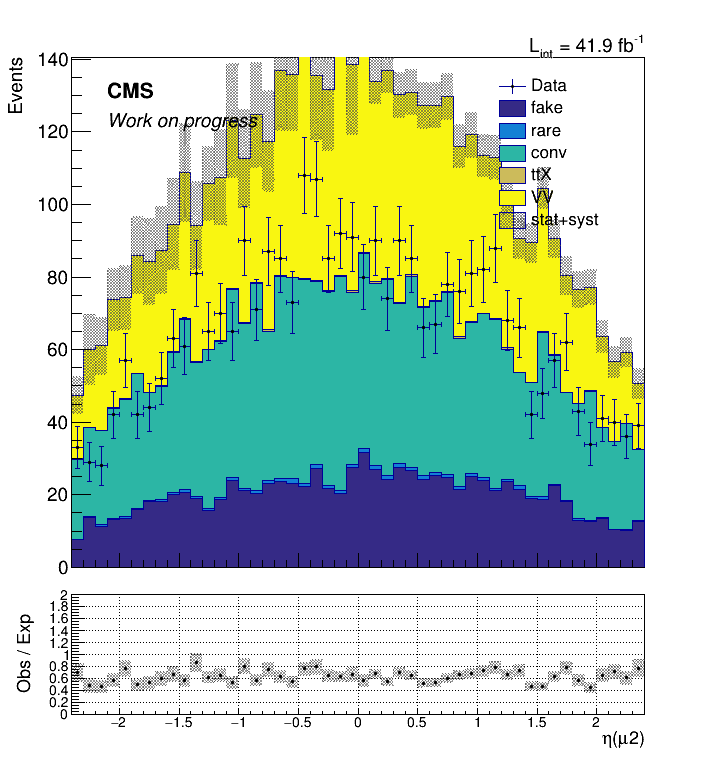 L_int = 41.9 fb⁻¹
Events
CMS
Work on progress
Data
fake
rare
conv
ttX
VV
stat+syst
140
120
100
80
60
40
20
0
Obs / Exp
2
1.8
1.6
1.4
1.2
1
0.8
0.6
0.4
0.2
0
−2 −1.5 −1 −0.5 0 0.5 1 1.5 2
η(μ2)